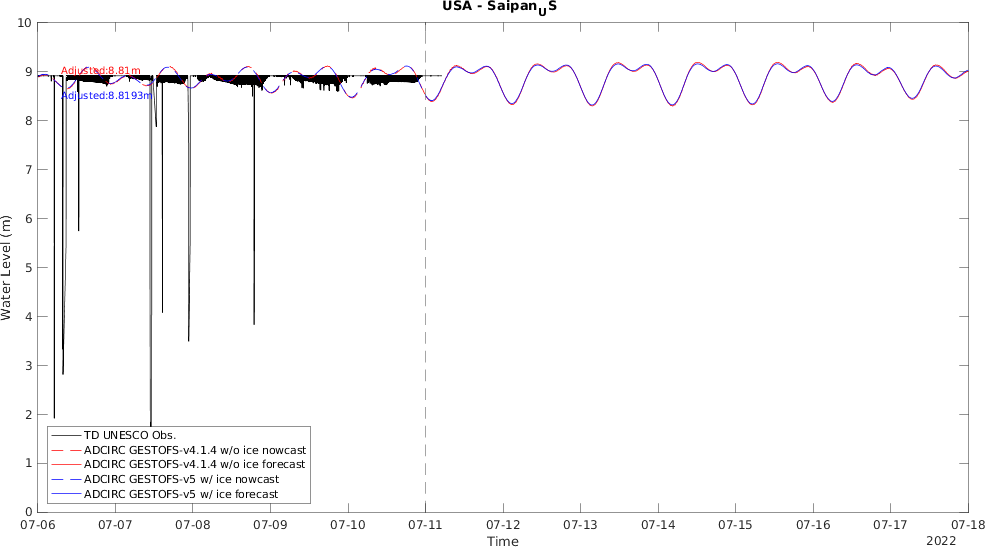 USA - SaipanUS
10
9
8
7
6
5
4
3
2
1
0
Water Level (m)
Adjusted:8.81m
Adjusted:8.8193m
TD UNESCO Obs.
ADCIRC GESTOFS-v4.1.4 w/o ice nowcast
ADCIRC GESTOFS-v4.1.4 w/o ice forecast
ADCIRC GESTOFS-v5 w/ ice nowcast
ADCIRC GESTOFS-v5 w/ ice forecast
07-06 07-07 07-08 07-09 07-10 07-11 07-12 07-13 07-14 07-15 07-16 07-17 07-18
Time
2022